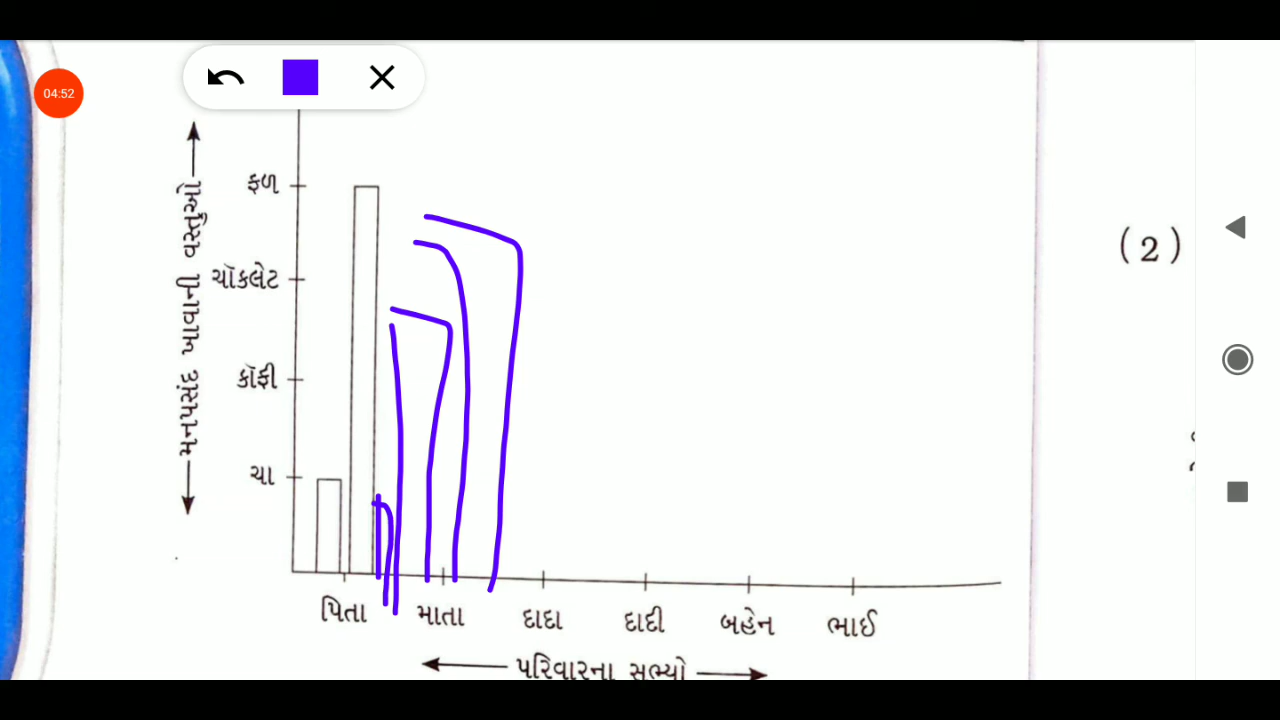 04:52
મનપસંદ ખાવાની વસ્તુઓ
ફળ
ચૉકલેટ
કૉફી
ચા
પિતા માતા દાદા દાદી બહેન ભાઈ
પરિવારના સભ્યો
(2)